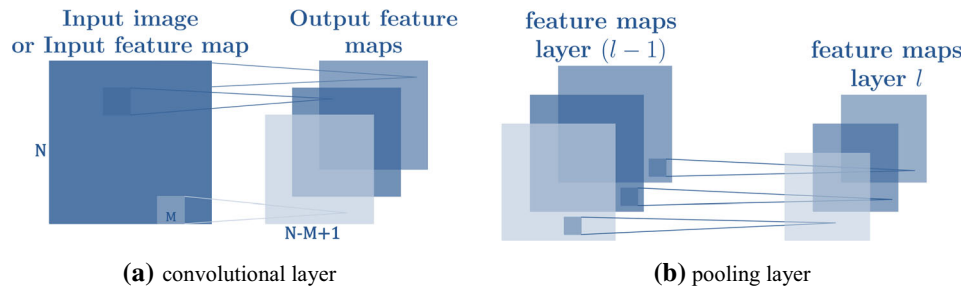 Input image
or Input feature map
Output feature
maps
N
M
N-M+1
(a) convolutional layer
feature maps
layer (l − 1)
feature maps
layer l
(b) pooling layer